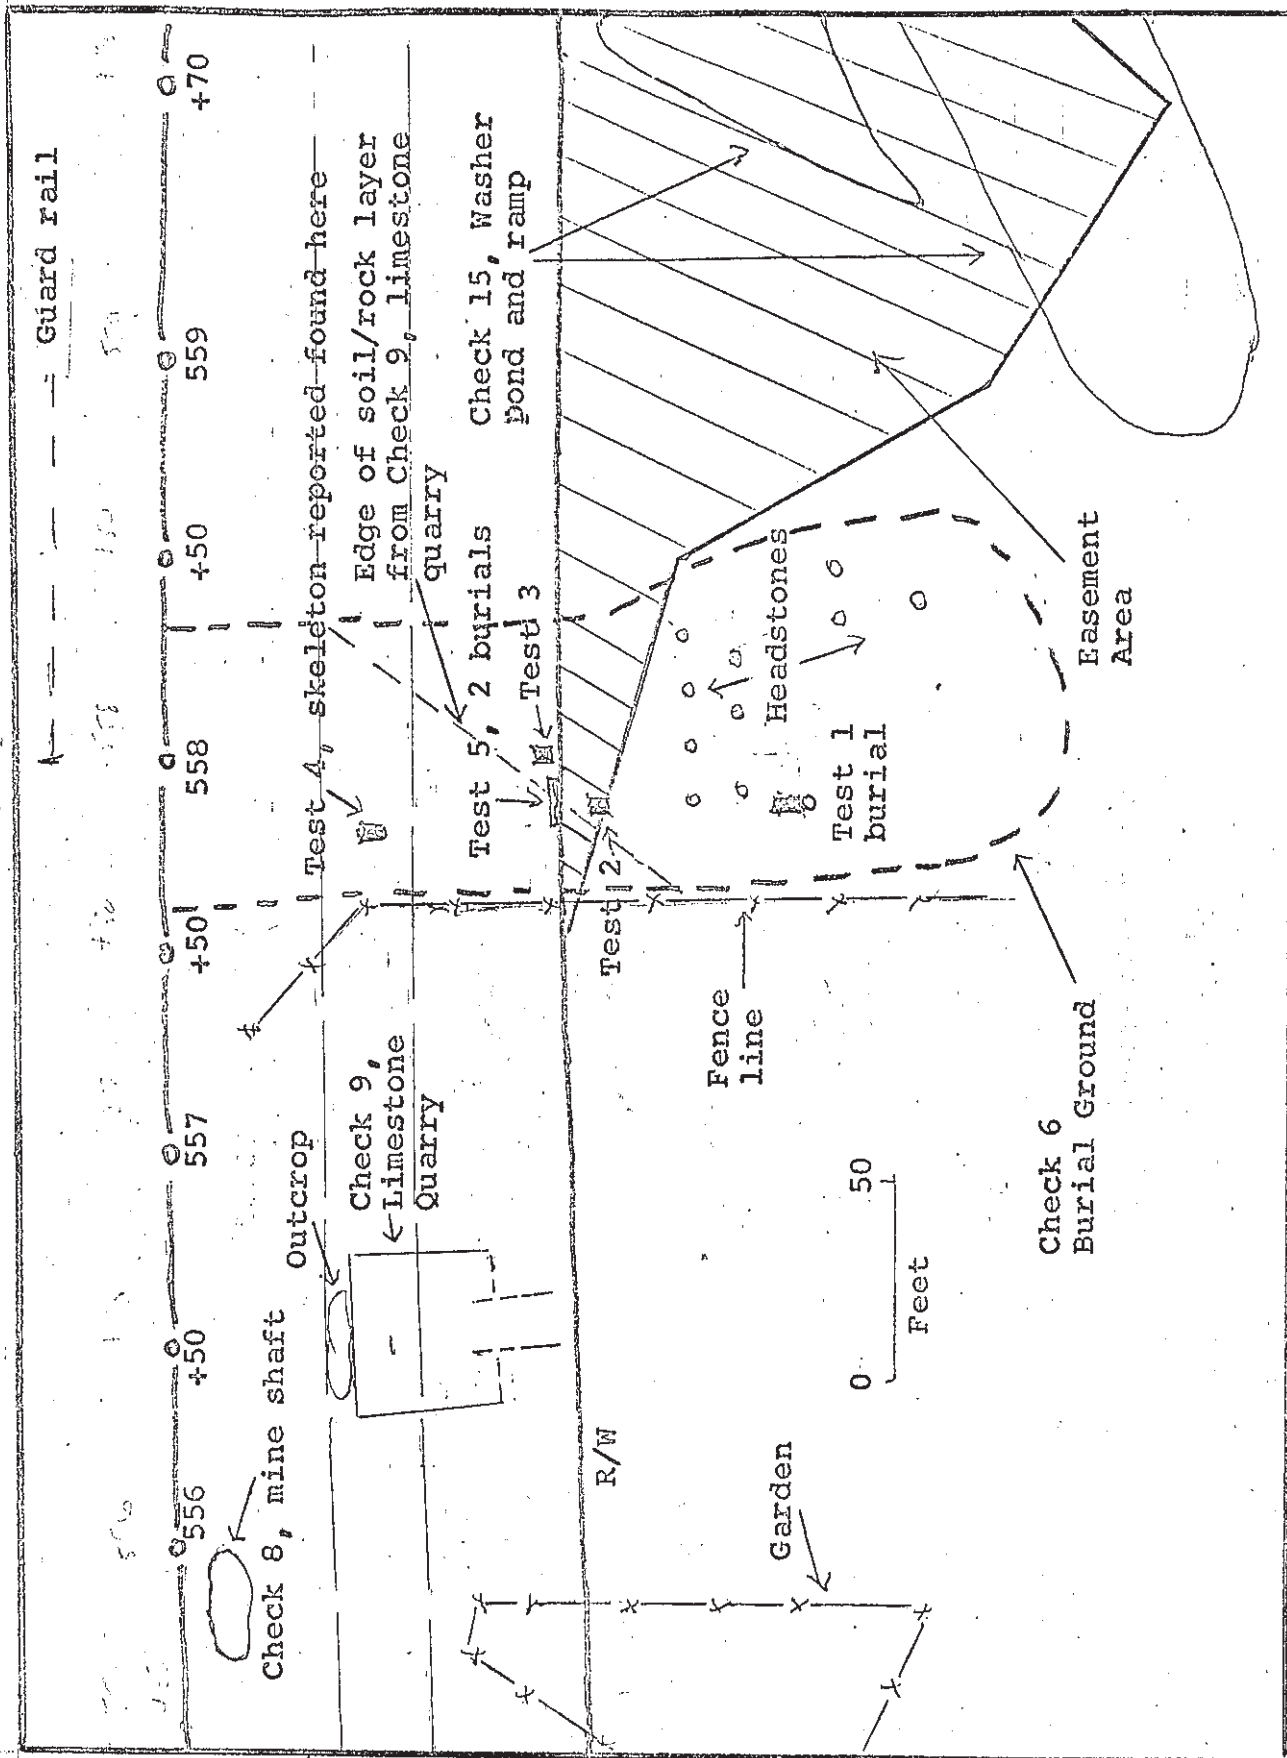 Guard rail
556
+50
557
+50
558
+50
559
+70
Check 8, mine shaft
Outcrop
Check 9,
Limestone
Quarry
Test 4, skeleton reported found here
Edge of soil/rock layer
from Check 9, limestone
quarry
Test 5, 2 burials
Test 3
Check 15, Washer
pond and ramp
R/W
Test 2
Headstones
Test 1
burial
Fence
line
Garden
0 50
Feet
Check 6
Burial Ground
Easement
Area